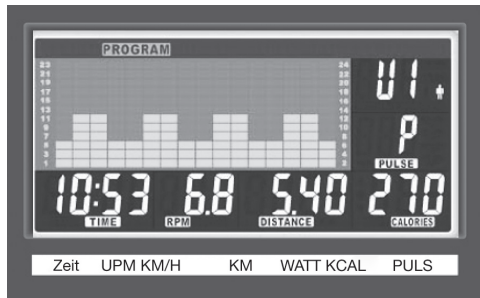 PROGRAM
23 24
21 22
19 20
17 18
15 16
13 14
11 12
9 10
7 8
5 6
3 4
1 2
U1
P
PULSE
10:53 6.8 5.40 270
TIME RPM DISTANCE CALORIES
Zeit UPM KM/H KM WATT KCAL PULS